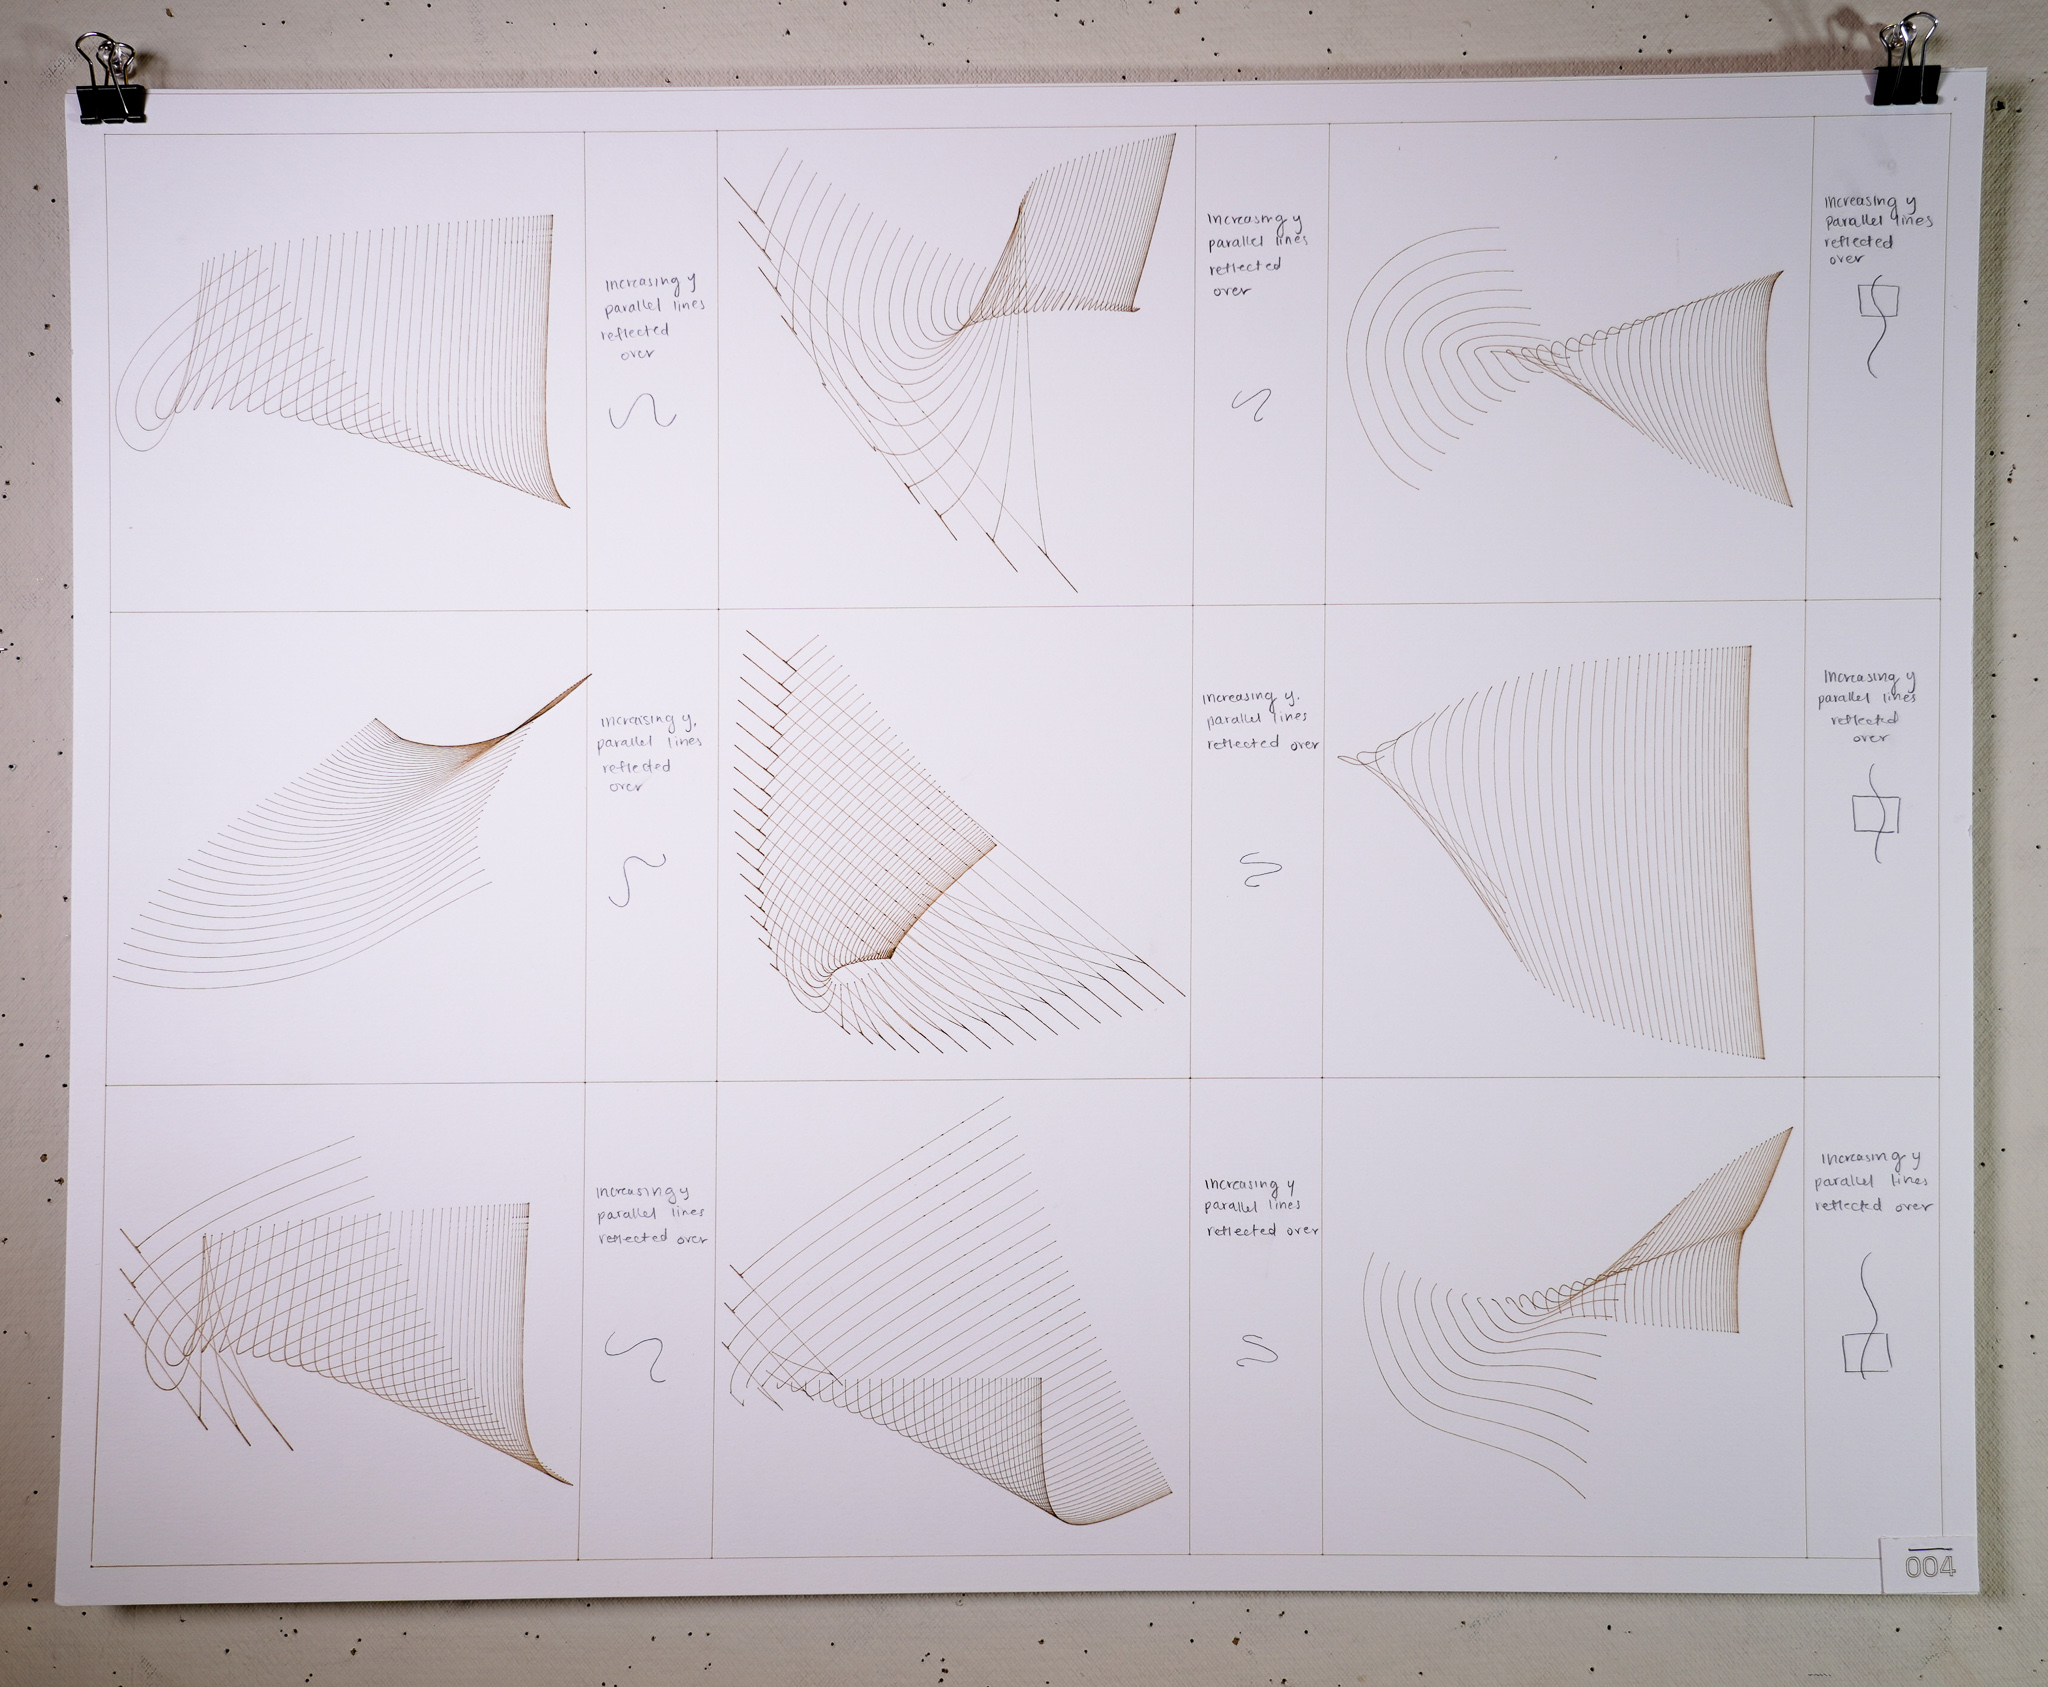 Increasing y
parallel lines
reflected
over
Increasing y
parallel lines
reflected
over
Increasing y
parallel lines
reflected
over
Increasing y,
parallel lines
reflected
over
Increasing y,
parallel lines
reflected over
Increasing y
parallel lines
reflected
over
Increasing y
parallel lines
reflected over
Increasing y
parallel lines
reflected over
Increasing y
parallel lines
reflected over
004